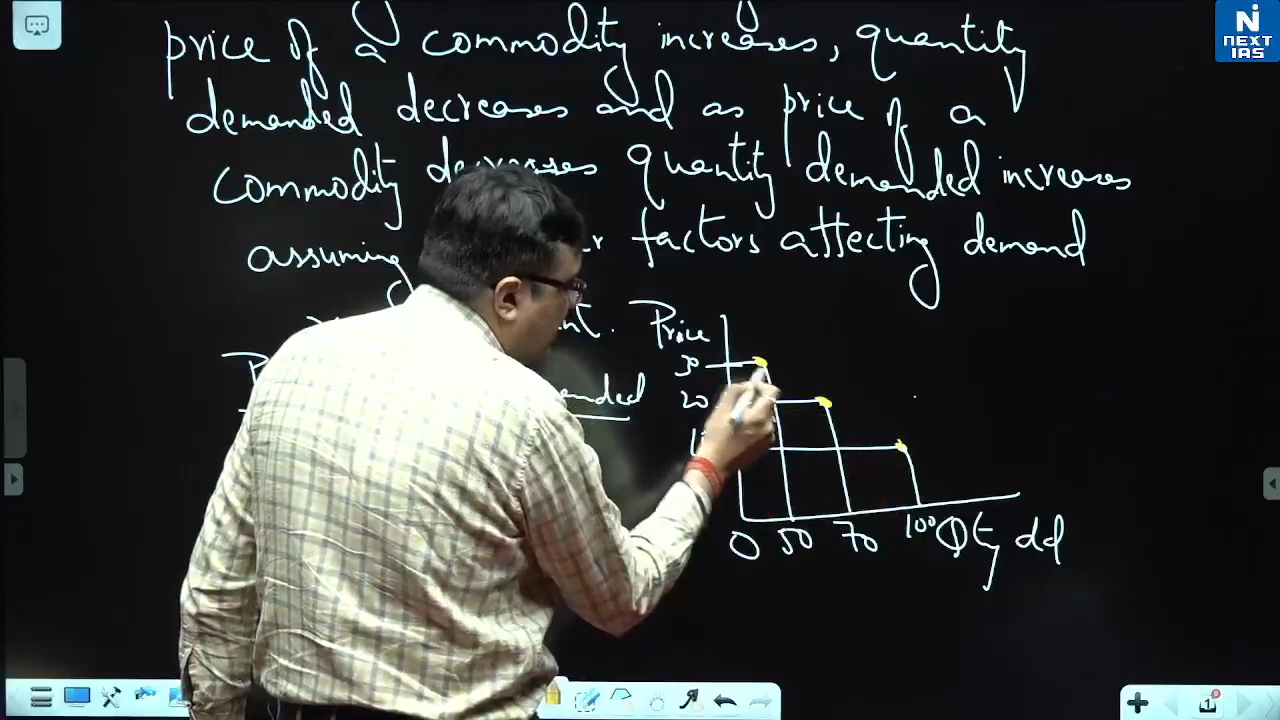 NEXT IAS
price of a commodity increases, quantity
demanded decreases and as price of a
commodity decreases quantity demanded increases
assuming factors affecting demand
Price
30
20
0 50 70 100 Qty dd